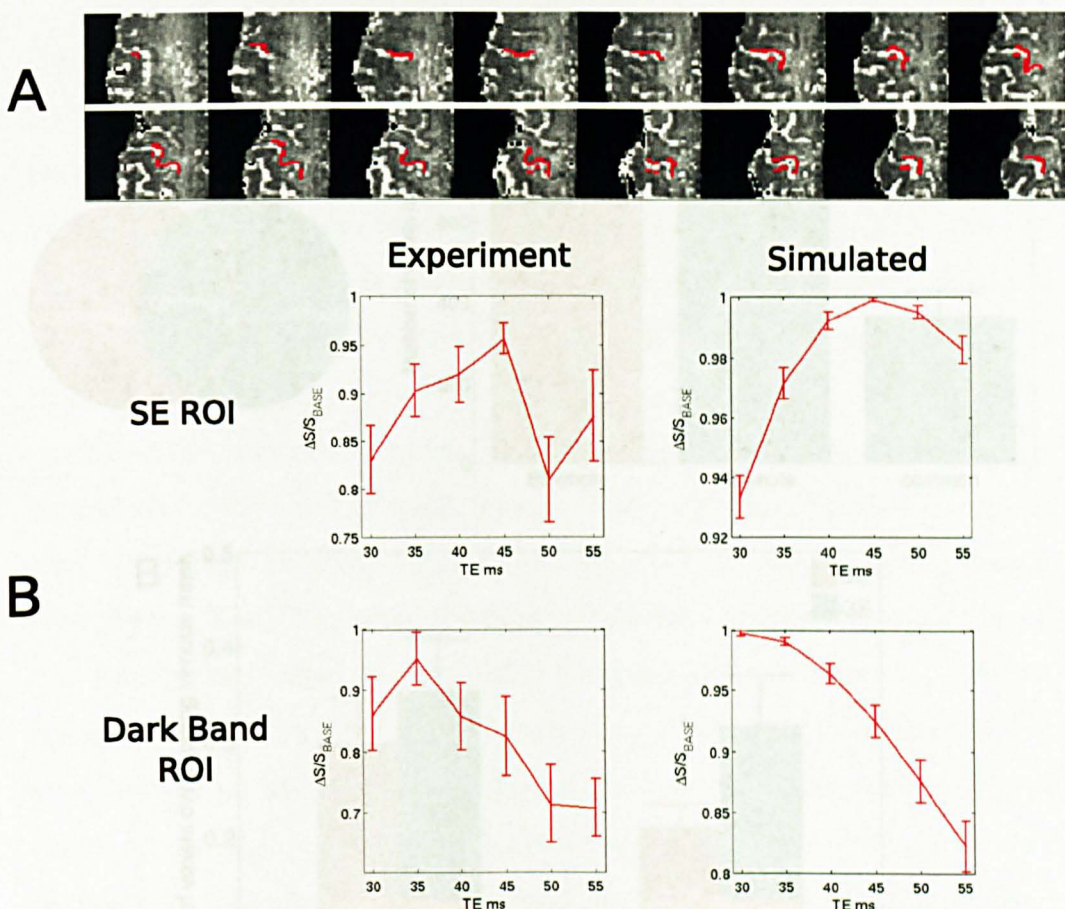 A
Experiment
Simulated
SE ROI
ΔS/S_BASE
1
0.95
0.9
0.85
0.8
0.75
30 35 40 45 50 55
TE ms
ΔS/S_BASE
1
0.98
0.96
0.94
0.92
30 35 40 45 50 55
TE ms
B
Dark Band
ROI
ΔS/S_BASE
1
0.9
0.8
0.7
30 35 40 45 50 55
TE ms
ΔS/S_BASE
1
0.95
0.9
0.85
0.8
30 35 40 45 50 55
TE ms